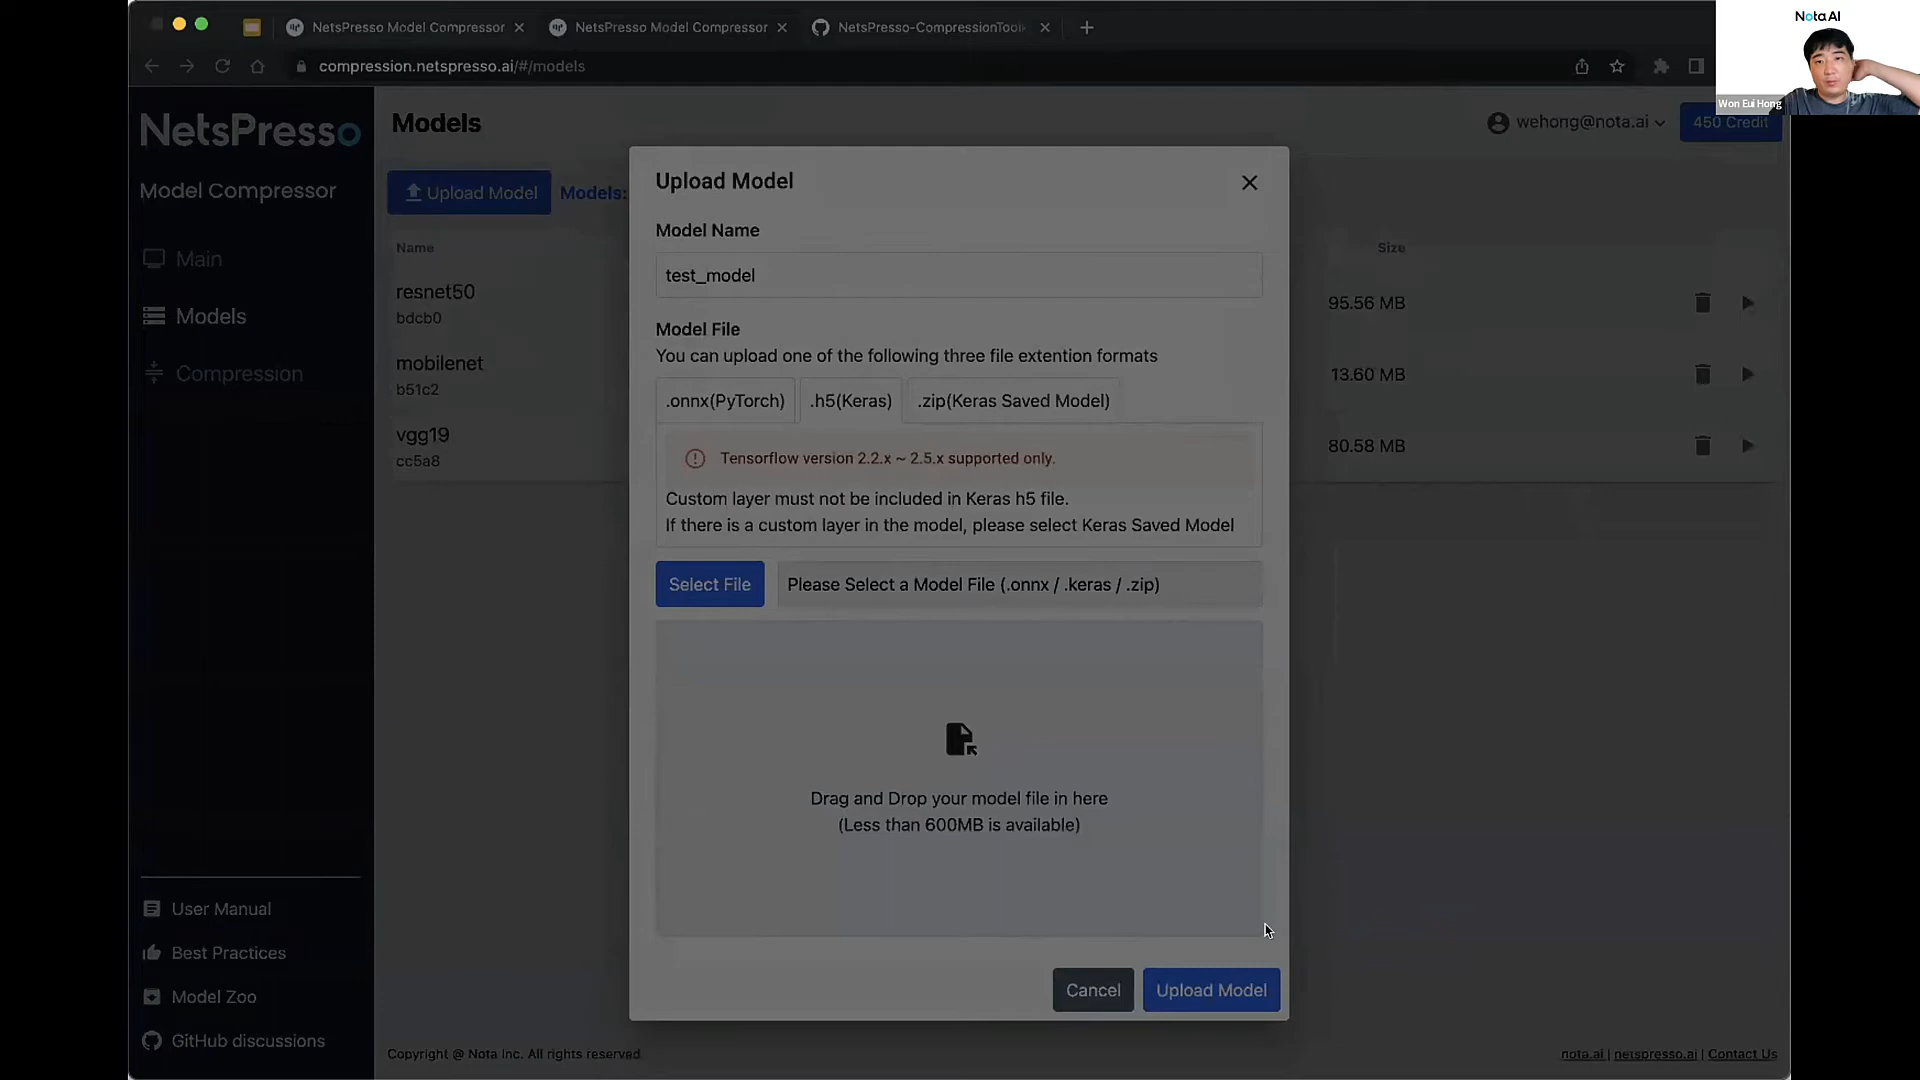 NetsPresso Model Compressor
NetsPresso Model Compressor
NetsPresso-CompressionToolk
compression.netspresso.ai/#/models
Nota AI
Won Eui Hong
NetsPresso
Model Compressor
Main
Models
Compression
User Manual
Best Practices
Model Zoo
GitHub discussions
Models
wehong@nota.ai
450 Credit
Upload Model
Models:
Name
Size
resnet50
bdcb0
95.56 MB
mobilenet
b51c2
13.60 MB
vgg19
cc5a8
80.58 MB
Upload Model
Model Name
test_model
Model File
You can upload one of the following three file extention formats
.onnx(PyTorch)
.h5(Keras)
.zip(Keras Saved Model)
Tensorflow version 2.2.x ~ 2.5.x supported only.
Custom layer must not be included in Keras h5 file.
If there is a custom layer in the model, please select Keras Saved Model
Select File
Please Select a Model File (.onnx / .keras / .zip)
Drag and Drop your model file in here
(Less than 600MB is available)
Cancel
Upload Model
Copyright @ Nota Inc. All rights reserved
nota.ai | netspresso.ai | Contact Us